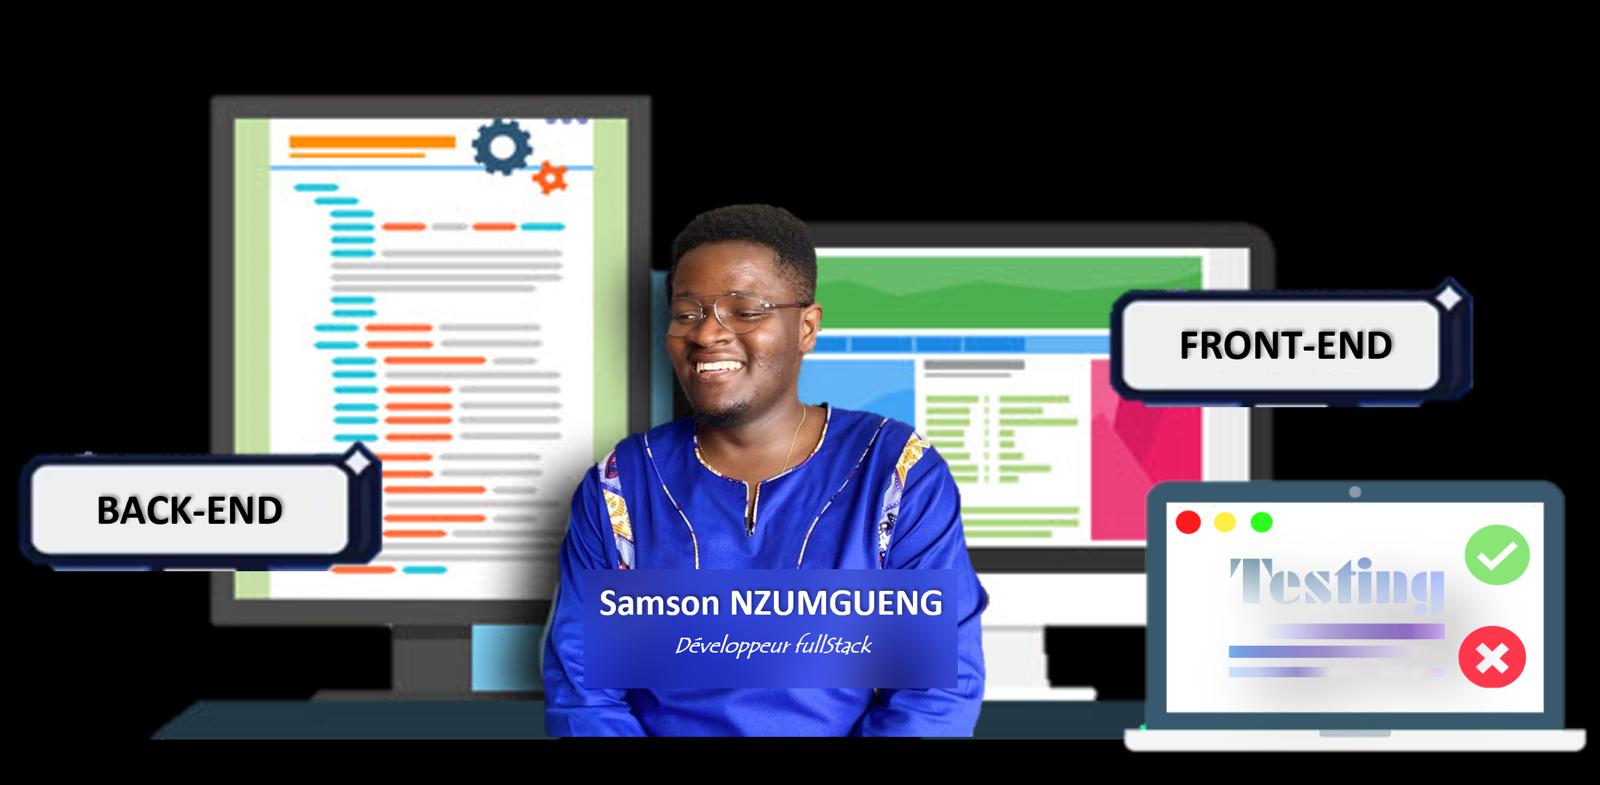 FRONT-END
BACK-END
Testing
Samson NZUMGUENG
Développeur fullStack